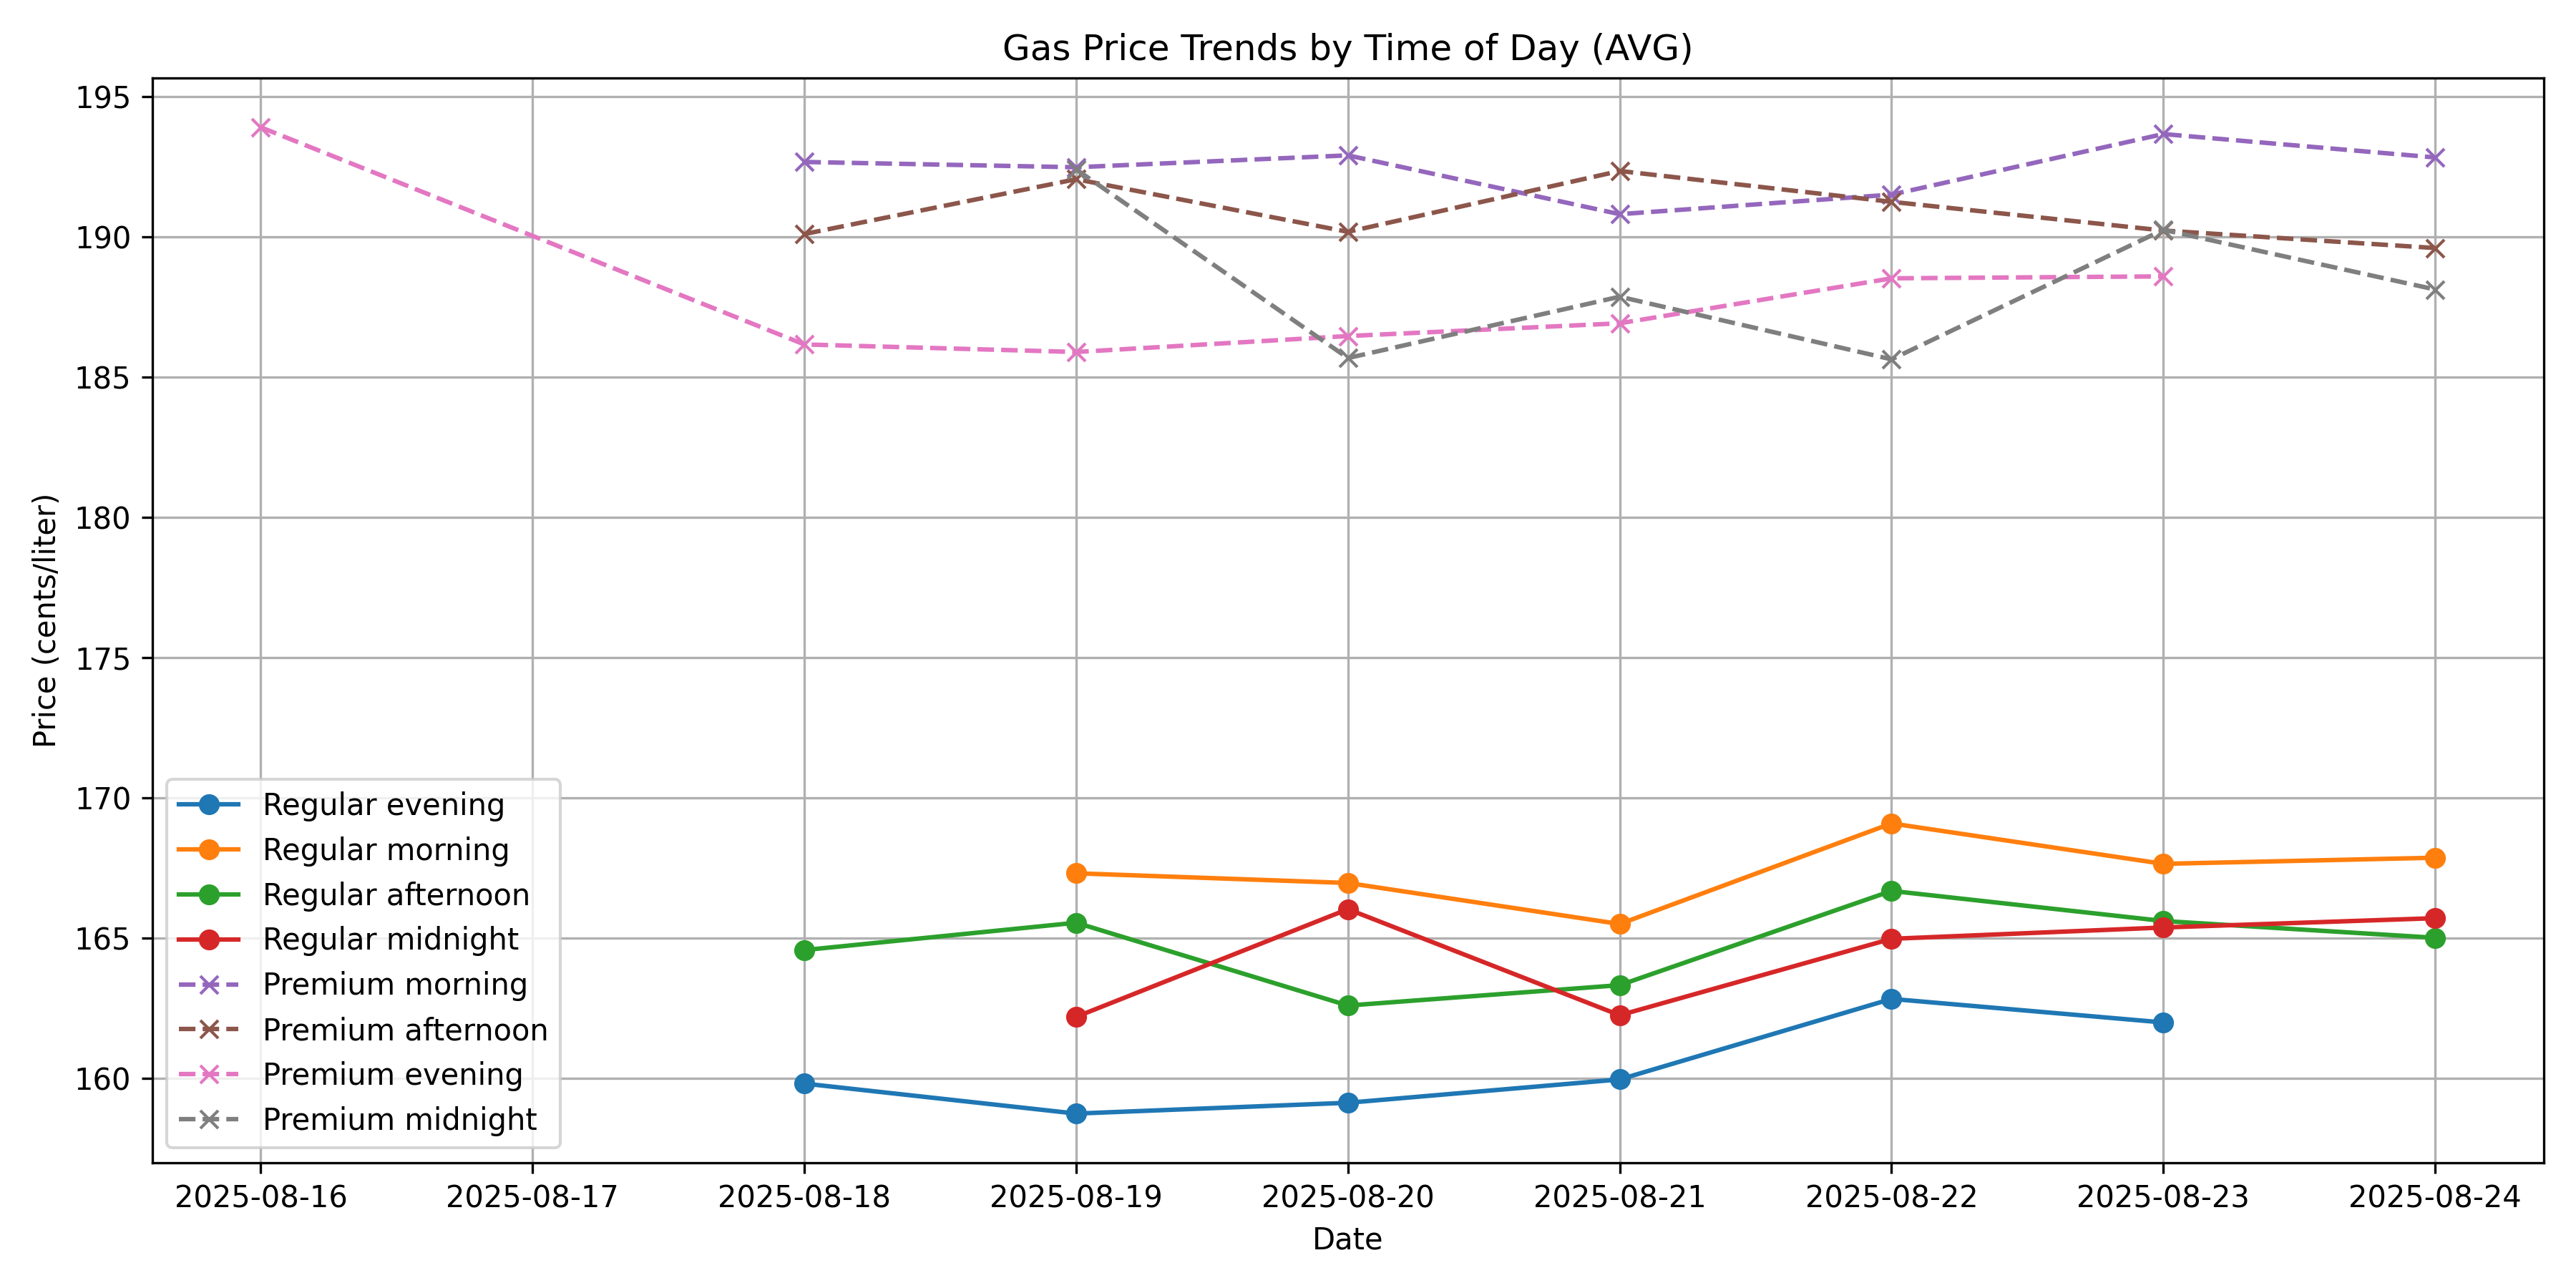 Gas Price Trends by Time of Day (AVG)
Price (cents/liter)
195
190
185
180
175
170
165
160
Regular evening
Regular morning
Regular afternoon
Regular midnight
Premium morning
Premium afternoon
Premium evening
Premium midnight
2025-08-16 2025-08-17 2025-08-18 2025-08-19 2025-08-20 2025-08-21 2025-08-22 2025-08-23 2025-08-24
Date